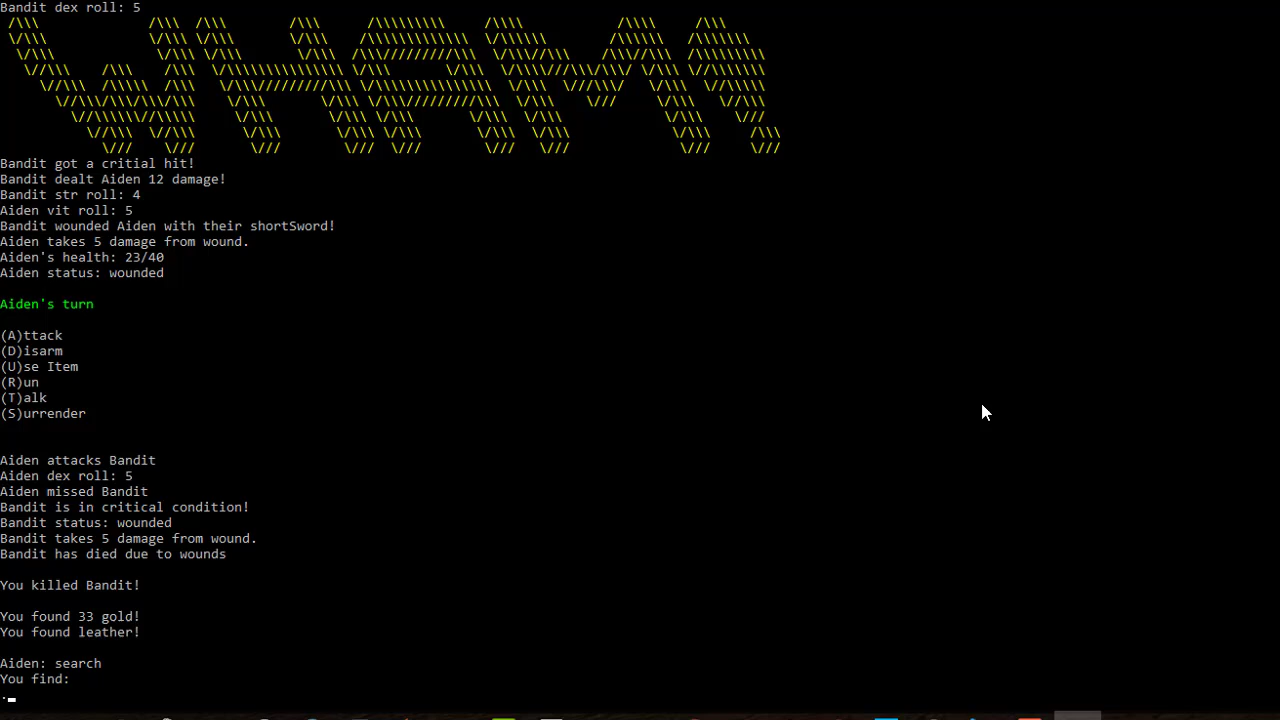 Bandit dex roll: 5
WHAM!
Bandit got a critial hit!
Bandit dealt Aiden 12 damage!
Bandit str roll: 4
Aiden vit roll: 5
Bandit wounded Aiden with their shortSword!
Aiden takes 5 damage from wound.
Aiden's health: 23/40
Aiden status: wounded
Aiden's turn
(A)ttack
(D)isarm
(U)se Item
(R)un
(T)alk
(S)urrender
Aiden attacks Bandit
Aiden dex roll: 5
Aiden missed Bandit
Bandit is in critical condition!
Bandit status: wounded
Bandit takes 5 damage from wound.
Bandit has died due to wounds
You killed Bandit!
You found 33 gold!
You found leather!
Aiden: search
You find:
.